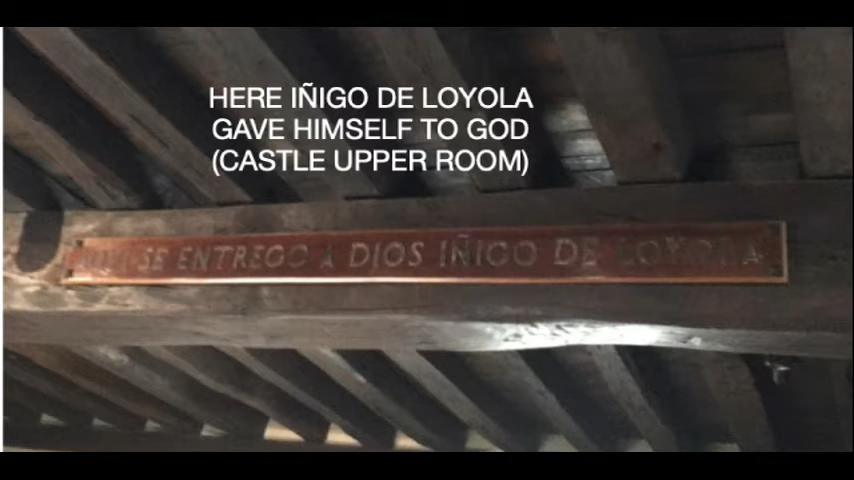 HERE IÑIGO DE LOYOLA
GAVE HIMSELF TO GOD
(CASTLE UPPER ROOM)
SE ENTREGO A DIOS IÑIGO DE LOYOLA